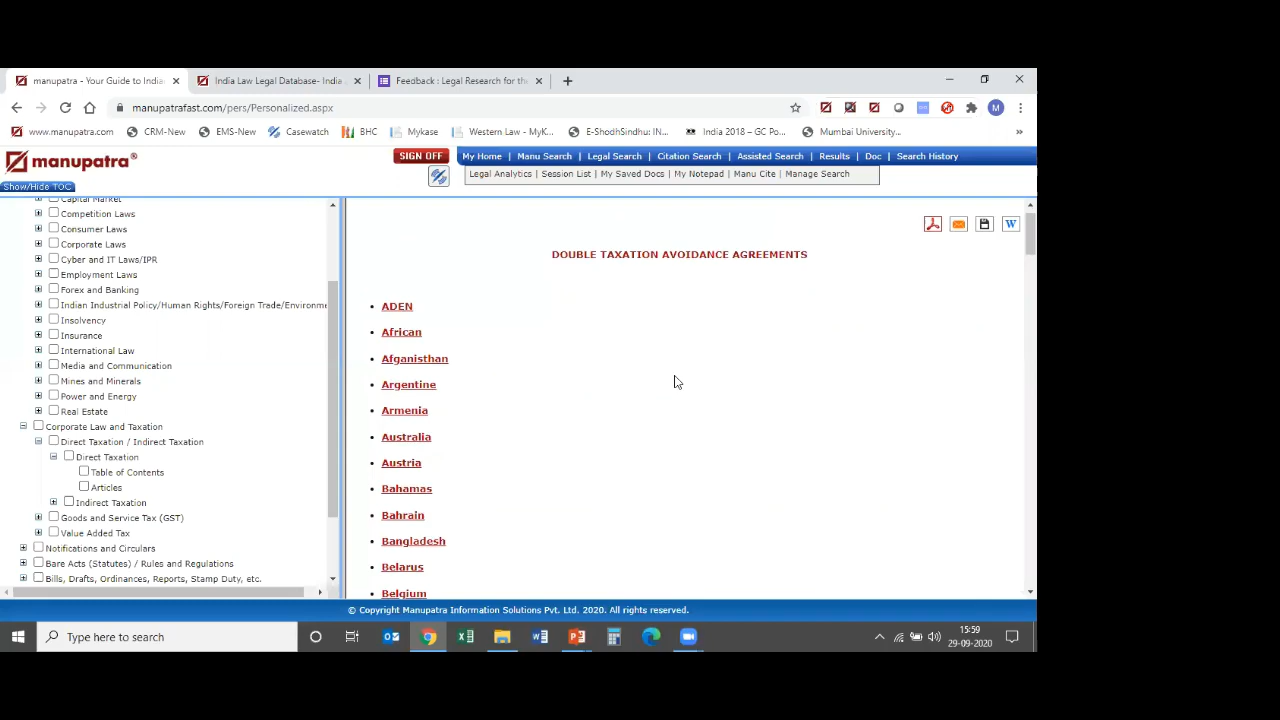 manupatra - Your Guide to India
India Law Legal Database- India
Feedback : Legal Research for the
manupatrafast.com/pers/Personalized.aspx
M
www.manupatra.com
CRM-New
EMS-New
Casewatch
BHC
Mykase
Western Law - MyK...
E-ShodhSindhu: IN...
India 2018 – GC Po...
Mumbai University...
»
manupatra®
SIGN OFF
My Home | Manu Search | Legal Search | Citation Search | Assisted Search | Results | Doc | Search History
Legal Analytics | Session List | My Saved Docs | My Notepad | Manu Cite | Manage Search
Show/Hide TOC
Capital Market
Competition Laws
Consumer Laws
Corporate Laws
Cyber and IT Laws/IPR
Employment Laws
Forex and Banking
Indian Industrial Policy/Human Rights/Foreign Trade/Environme
Insolvency
Insurance
International Law
Media and Communication
Mines and Minerals
Power and Energy
Real Estate
Corporate Law and Taxation
Direct Taxation / Indirect Taxation
Direct Taxation
Table of Contents
Articles
Indirect Taxation
Goods and Service Tax (GST)
Value Added Tax
Notifications and Circulars
Bare Acts (Statutes) / Rules and Regulations
Bills, Drafts, Ordinances, Reports, Stamp Duty, etc.
W
DOUBLE TAXATION AVOIDANCE AGREEMENTS
• ADEN
• African
• Afganisthan
• Argentine
• Armenia
• Australia
• Austria
• Bahamas
• Bahrain
• Bangladesh
• Belarus
• Belgium
© Copyright Manupatra Information Solutions Pvt. Ltd. 2020. All rights reserved.
Type here to search
15:59
29-09-2020